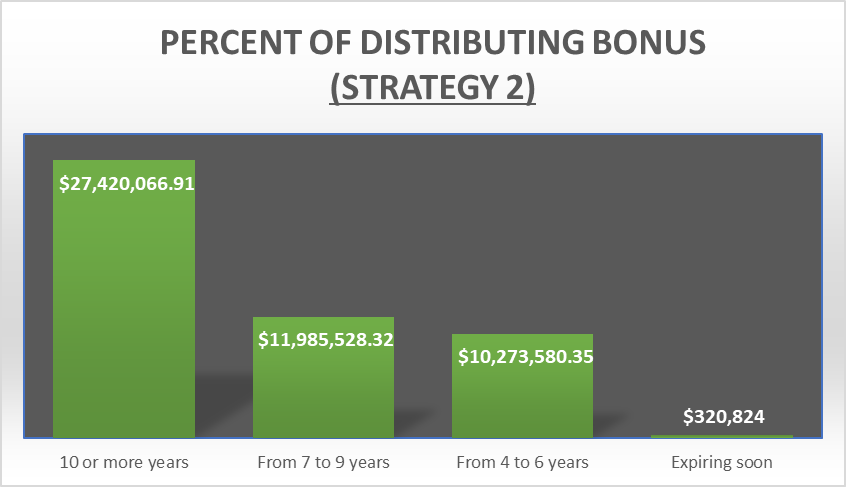 PERCENT OF DISTRIBUTING BONUS
(STRATEGY 2)
$27,420,066.91
$11,985,528.32
$10,273,580.35
$320,824
10 or more years
From 7 to 9 years
From 4 to 6 years
Expiring soon